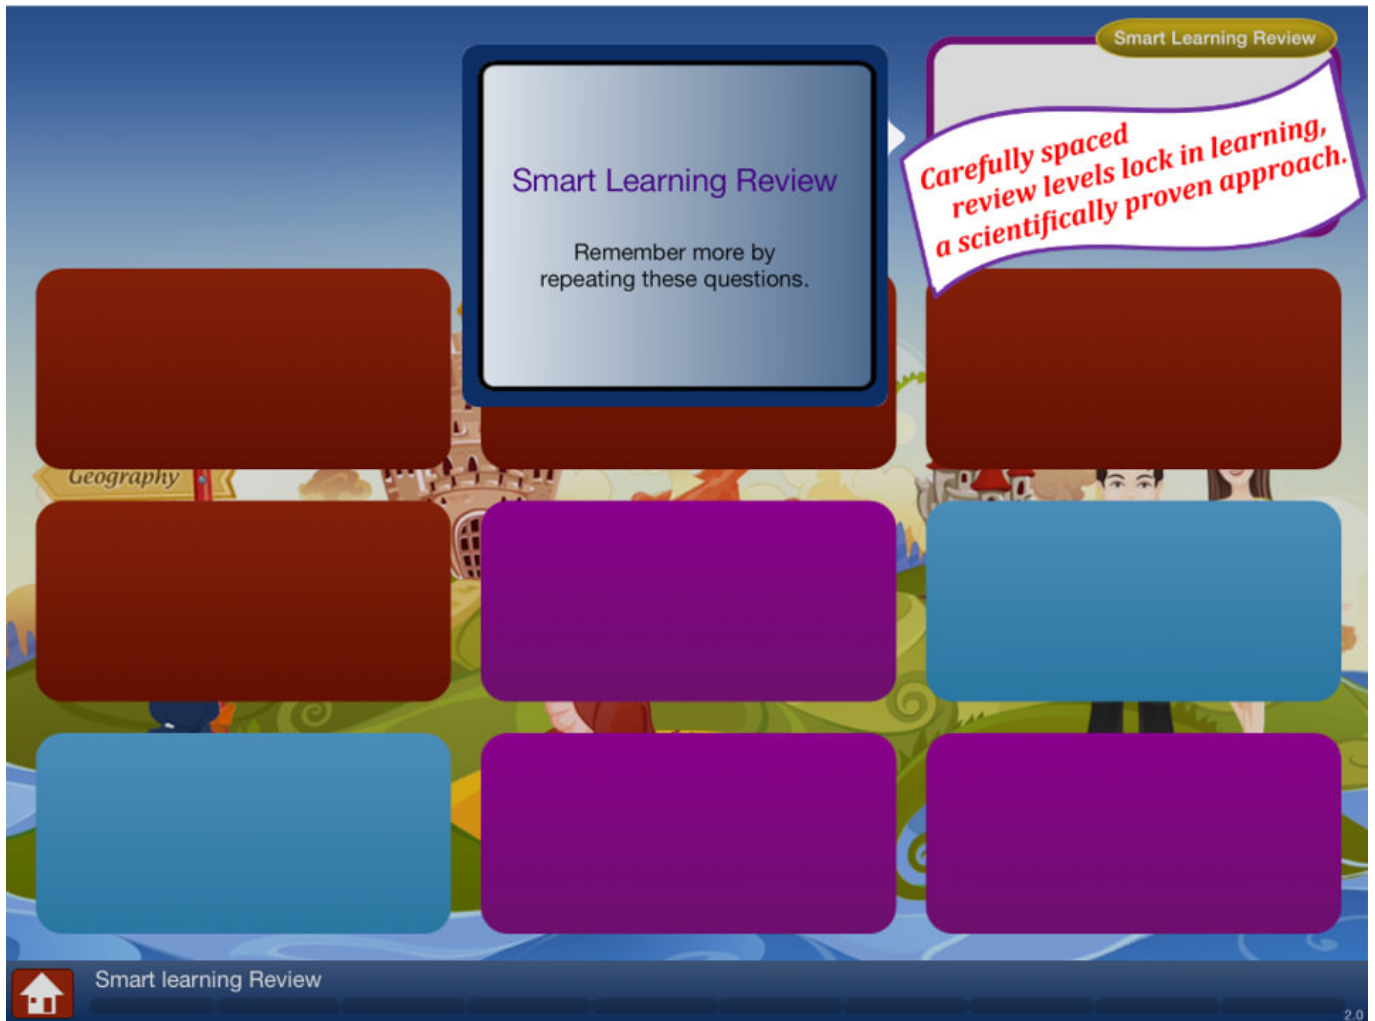 Smart Learning Review
Smart Learning Review
Remember more by
repeating these questions.
Carefully spaced
review levels lock in learning,
a scientifically proven approach.
Geography
Smart learning Review
2.0